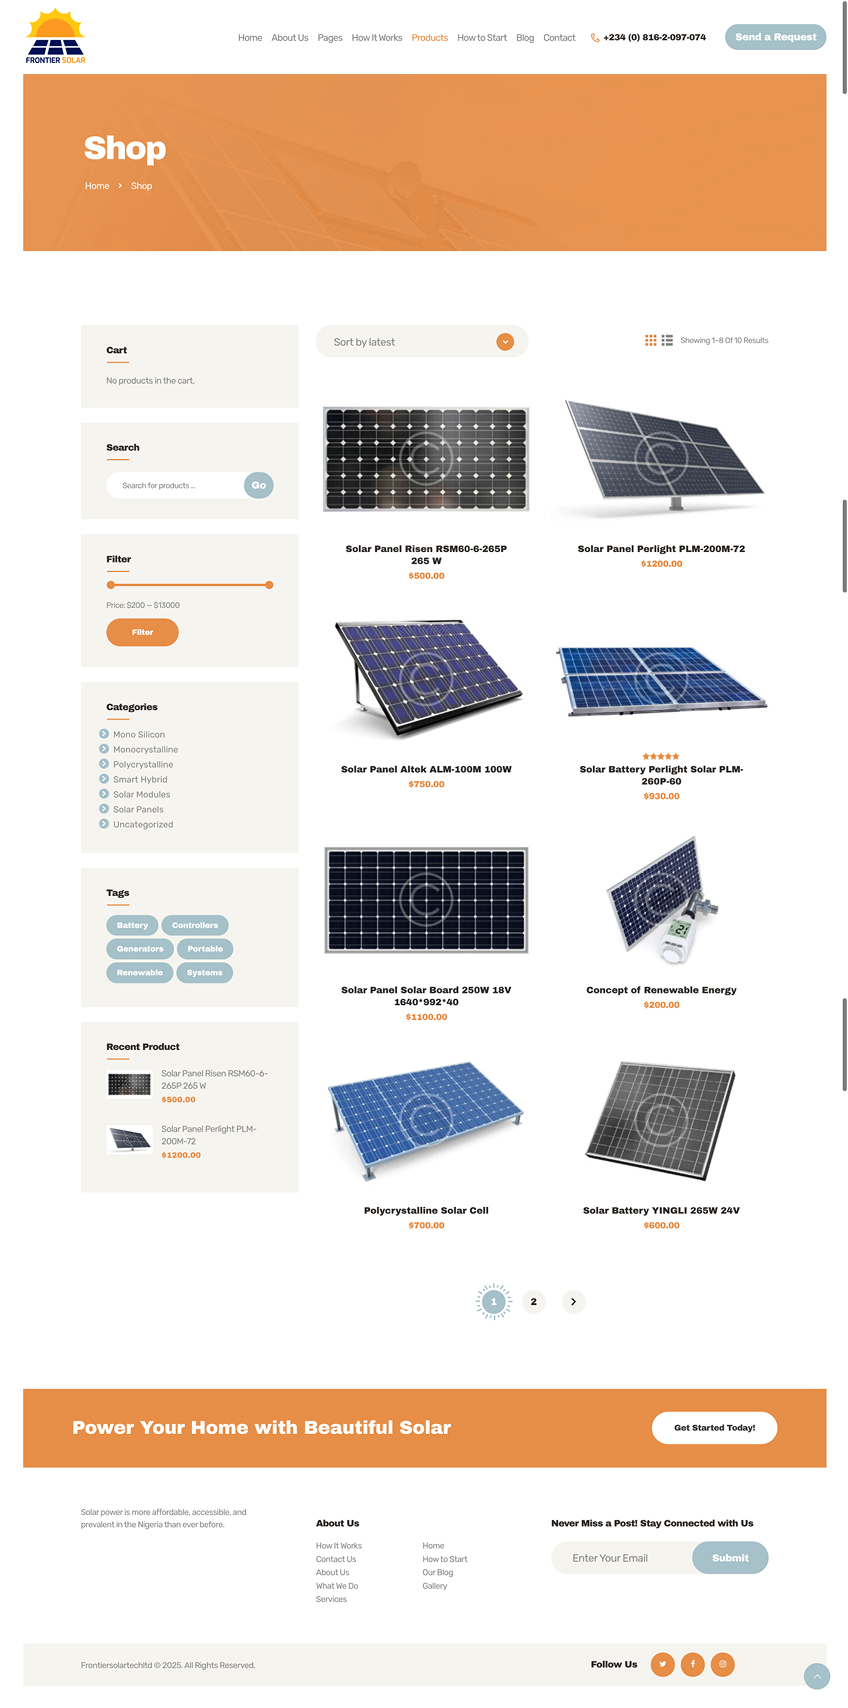 FRONTIER SOLAR
Home About Us Pages How It Works Products How to Start Blog Contact +234 (0) 816-2-097-074 Send a Request
Shop
Home > Shop
Cart
No products in the cart.
Search
Search for products ... Go
Filter
Price: $200 — $13000
Filter
Categories
Mono Silicon
Monocrystalline
Polycrystalline
Smart Hybrid
Solar Modules
Solar Panels
Uncategorized
Tags
Battery Controllers
Generators Portable
Renewable Systems
Recent Product
Solar Panel Risen RSM60-6-
265P 265 W
$500.00
Solar Panel Perlight PLM-
200M-72
$1200.00
Sort by latest
Showing 1–8 Of 10 Results
Solar Panel Risen RSM60-6-265P
265 W
$500.00
Solar Panel Perlight PLM-200M-72
$1200.00
Solar Panel Altek ALM-100M 100W
$750.00
Solar Battery Perlight Solar PLM-
260P-60
$930.00
Solar Panel Solar Board 250W 18V
1640*992*40
$1100.00
Concept of Renewable Energy
$200.00
Polycrystalline Solar Cell
$700.00
Solar Battery YINGLI 265W 24V
$600.00
1 2
Power Your Home with Beautiful Solar
Get Started Today!
Solar power is more affordable, accessible, and
prevalent in the Nigeria than ever before.
About Us
How It Works
Contact Us
About Us
What We Do
Services
Home
How to Start
Our Blog
Gallery
Never Miss a Post! Stay Connected with Us
Enter Your Email Submit
Frontiersolartechltd © 2025. All Rights Reserved.
Follow Us